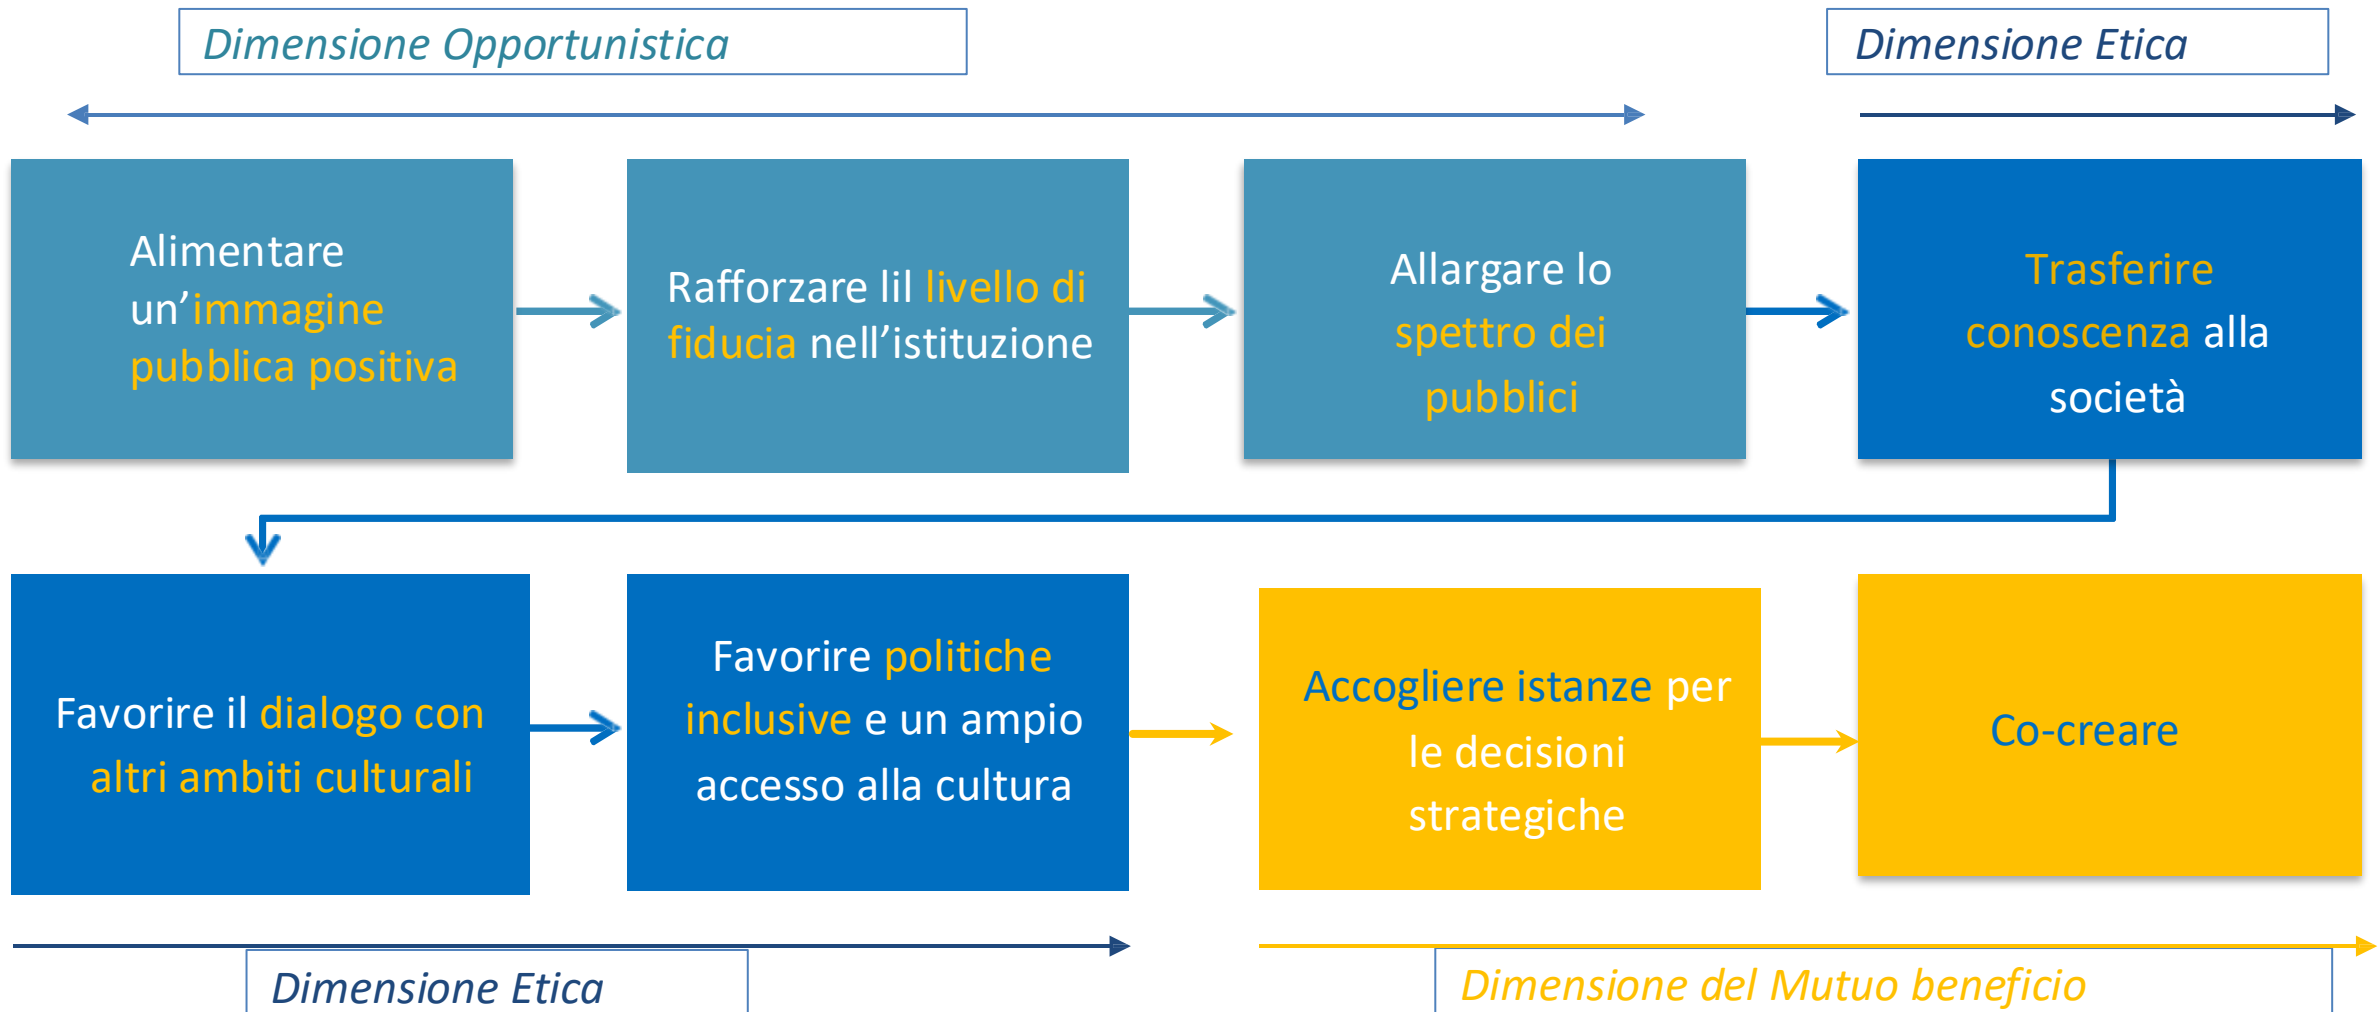 Dimensione Opportunistica
Dimensione Etica
Alimentare
un’immagine
pubblica positiva
Rafforzare lil livello di
fiducia nell’istituzione
Allargare lo
spettro dei
pubblici
Trasferire
conoscenza alla
società
Favorire il dialogo con
altri ambiti culturali
Favorire politiche
inclusive e un ampio
accesso alla cultura
Accogliere istanze per
le decisioni
strategiche
Co-creare
Dimensione Etica
Dimensione del Mutuo beneficio